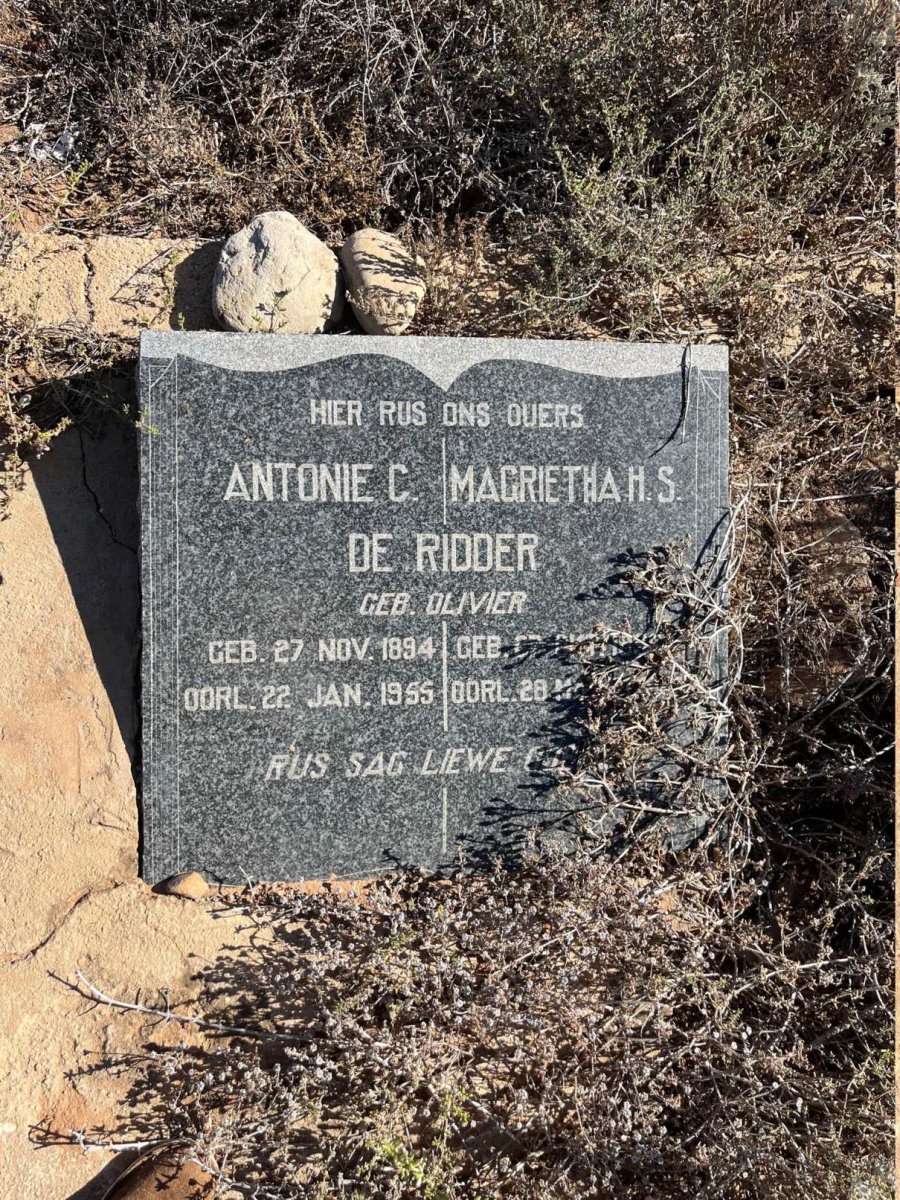 HIER RUS ONS OUERS
ANTONIE C. MAGRIETHA H. S.
DE RIDDER
GEB. OLIVIER
GEB. 27 NOV. 1894 GEB.
OORL. 22 JAN. 1955 OORL. 28
RUS SAG LIEWE